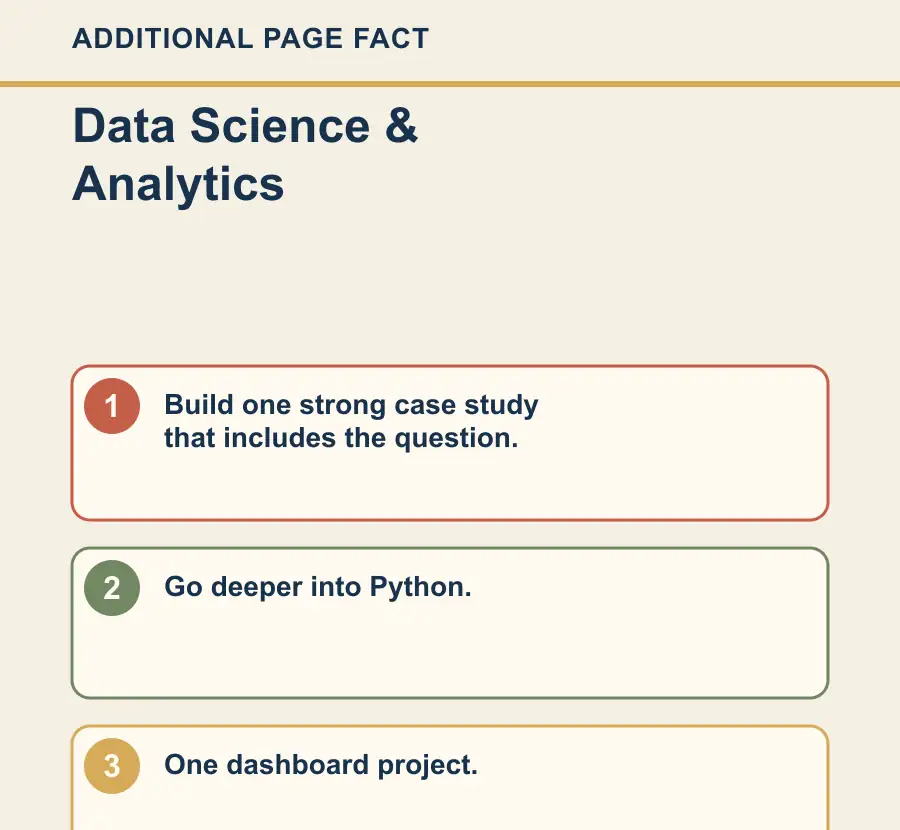 ADDITIONAL PAGE FACT
Data Science &
Analytics
1
Build one strong case study
that includes the question.
2
Go deeper into Python.
3
One dashboard project.